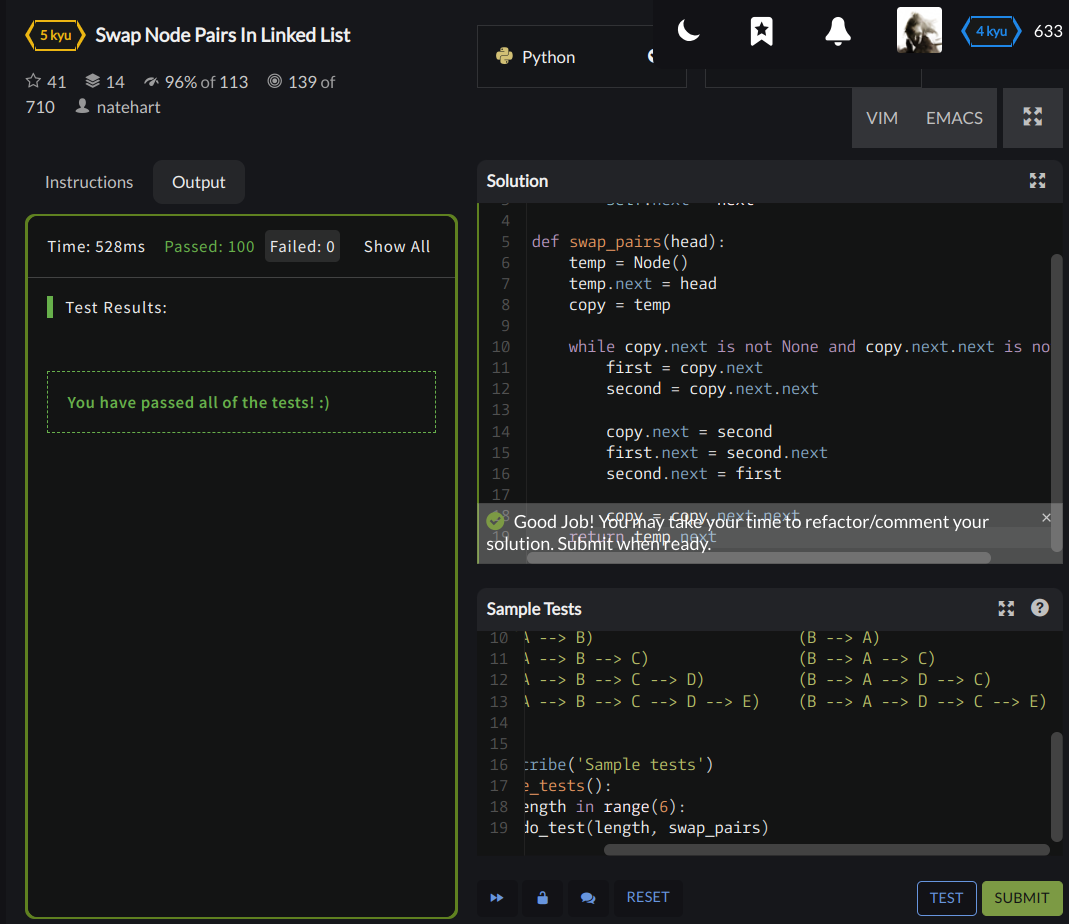 5 kyu Swap Node Pairs In Linked List
41 14 96% of 113 139 of
710 natehart
Python
4 kyu 633
VIM EMACS
Instructions Output
Time: 528ms Passed: 100 Failed: 0 Show All
Test Results:
You have passed all of the tests! :)
Solution
4
5 def swap_pairs(head):
6 temp = Node()
7 temp.next = head
8 copy = temp
9
10 while copy.next is not None and copy.next.next is no
11 first = copy.next
12 second = copy.next.next
13
14 copy.next = second
15 first.next = second.next
16 second.next = first
17
18 copy = copy.next.next
19 return temp.next
Good Job! You may take your time to refactor/comment your
solution. Submit when ready.
Sample Tests
10 A --> B) (B --> A)
11 A --> B --> C) (B --> A --> C)
12 A --> B --> C --> D) (B --> A --> D --> C)
13 A --> B --> C --> D --> E) (B --> A --> D --> C --> E)
14
15
16 cribe('Sample tests')
17 e_tests():
18 ength in range(6):
19 do_test(length, swap_pairs)
RESET
TEST
SUBMIT